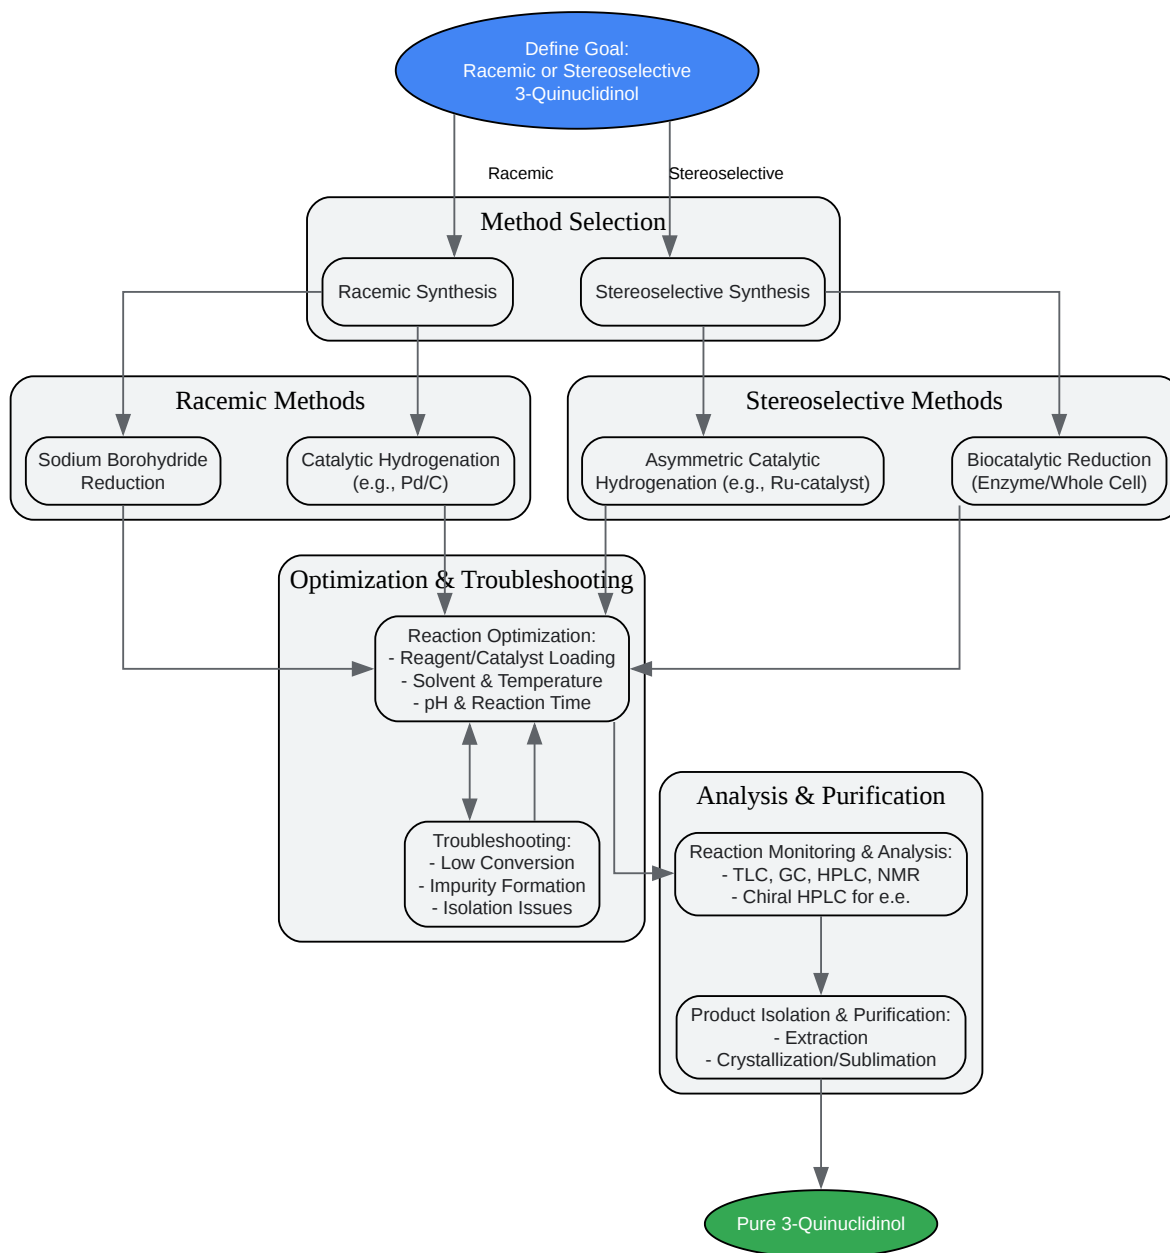 Define Goal:
Racemic or Stereoselective
3-Quinuclidinol
Racemic
Stereoselective
Method Selection
Racemic Synthesis
Stereoselective Synthesis
Racemic Methods
Stereoselective Methods
Sodium Borohydride
Reduction
Catalytic Hydrogenation
(e.g., Pd/C)
Asymmetric Catalytic
Hydrogenation (e.g., Ru-catalyst)
Biocatalytic Reduction
(Enzyme/Whole Cell)
Optimization & Troubleshooting
Reaction Optimization:
- Reagent/Catalyst Loading
- Solvent & Temperature
- pH & Reaction Time
Troubleshooting:
- Low Conversion
- Impurity Formation
- Isolation Issues
Analysis & Purification
Reaction Monitoring & Analysis:
- TLC, GC, HPLC, NMR
- Chiral HPLC for e.e.
Product Isolation & Purification:
- Extraction
- Crystallization/Sublimation
Pure 3-Quinuclidinol